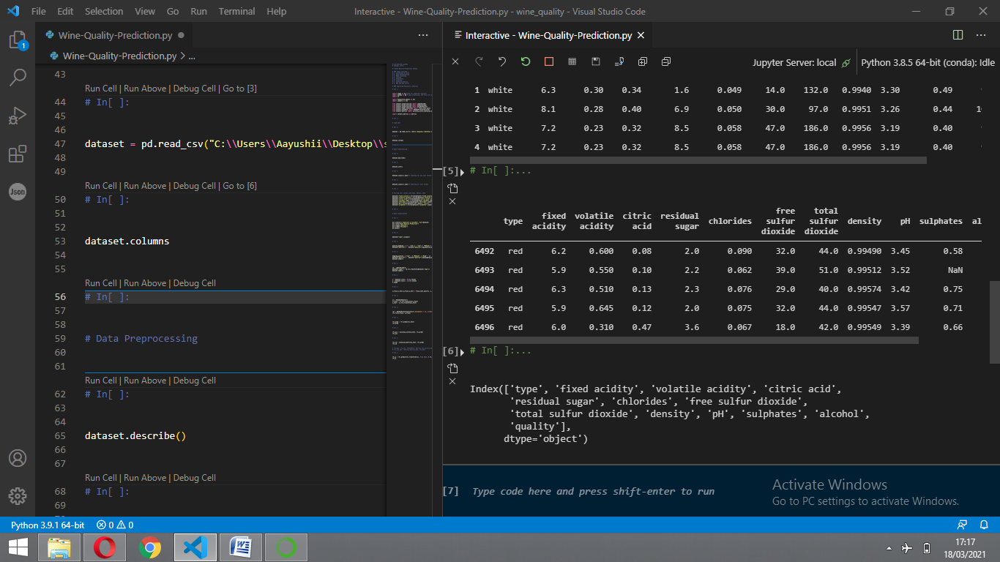 File Edit Selection View Go Run Terminal Help Interactive - Wine-Quality-Prediction.py - wine_quality - Visual Studio Code
1
Json
Wine-Quality-Prediction.py
Wine-Quality-Prediction.py > ...
43
Run Cell | Run Above | Debug Cell | Go to [3]
44 # In[ ]:
45
46
47 dataset = pd.read_csv("C:\\Users\\Aayushii\\Desktop\\s
48
49
Run Cell | Run Above | Debug Cell | Go to [6]
50 # In[ ]:
51
52
53 dataset.columns
54
55
Run Cell | Run Above | Debug Cell
56 # In[ ]:
57
58
59 # Data Preprocessing
60
61
Run Cell | Run Above | Debug Cell
62 # In[ ]:
63
64
65 dataset.describe()
66
67
Run Cell | Run Above | Debug Cell
68 # In[ ]:
69
Interactive - Wine-Quality-Prediction.py
Jupyter Server: local Python 3.8.5 64-bit (conda): Idle
1 white 6.3 0.30 0.34 1.6 0.049 14.0 132.0 0.9940 3.30 0.49
2 white 8.1 0.28 0.40 6.9 0.050 30.0 97.0 0.9951 3.26 0.44 1
3 white 7.2 0.23 0.32 8.5 0.058 47.0 186.0 0.9956 3.19 0.40
4 white 7.2 0.23 0.32 8.5 0.058 47.0 186.0 0.9956 3.19 0.40
[5] # In[ ]:...
free total
fixed volatile citric residual sulfur sulfur
type acidity acidity acid sugar chlorides dioxide dioxide density pH sulphates al
6492 red 6.2 0.600 0.08 2.0 0.090 32.0 44.0 0.99490 3.45 0.58
6493 red 5.9 0.550 0.10 2.2 0.062 39.0 51.0 0.99512 3.52 NaN
6494 red 6.3 0.510 0.13 2.3 0.076 29.0 40.0 0.99574 3.42 0.75
6495 red 5.9 0.645 0.12 2.0 0.075 32.0 44.0 0.99547 3.57 0.71
6496 red 6.0 0.310 0.47 3.6 0.067 18.0 42.0 0.99549 3.39 0.66
[6] # In[ ]:...
Index(['type', 'fixed acidity', 'volatile acidity', 'citric acid',
'residual sugar', 'chlorides', 'free sulfur dioxide',
'total sulfur dioxide', 'density', 'pH', 'sulphates', 'alcohol',
'quality'],
dtype='object')
[7] Type code here and press shift-enter to run
Activate Windows
Go to PC settings to activate Windows.
Python 3.9.1 64-bit 0 0
17:17
18/03/2021